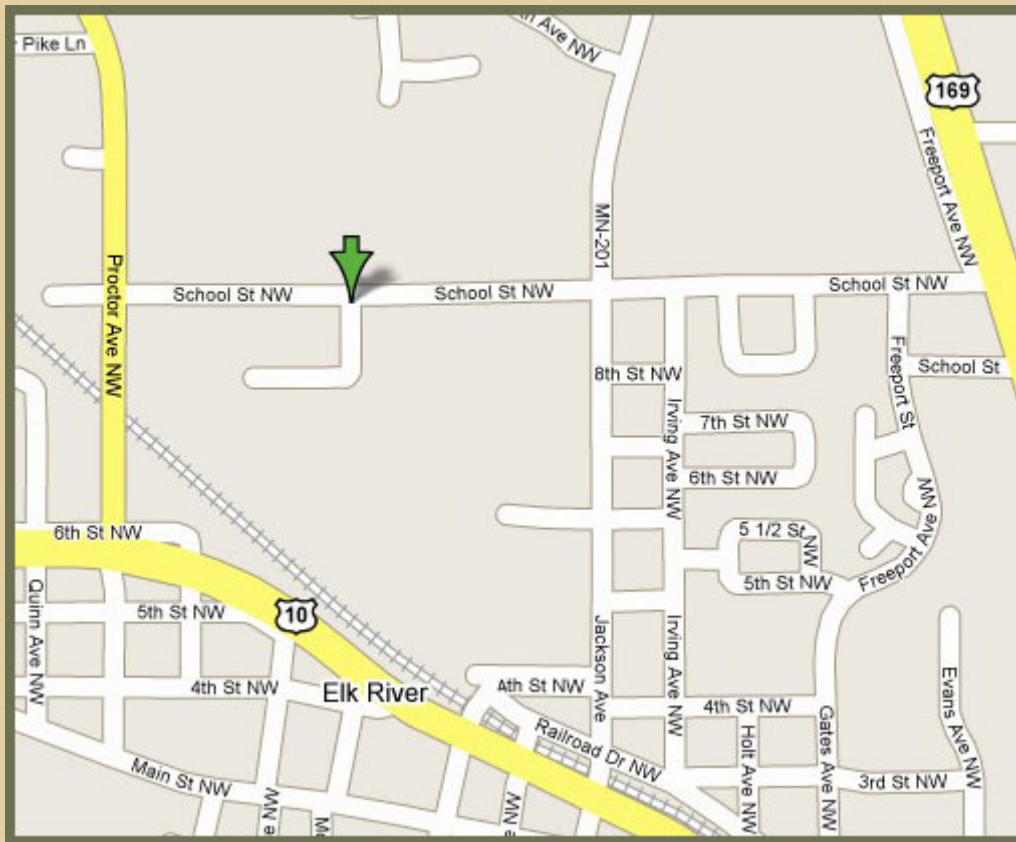 Pike Ln
Ave NW
169
Freeport Ave NW
MN-201
Proctor Ave NW
School St NW
School St NW
School St NW
Freeport St
School St
8th St NW
Irving Ave NW
7th St NW
6th St NW
6th St NW
5 1/2 St NW
5th St NW
Freeport Ave NW
Quinn Ave NW
5th St NW
10
Jackson Ave
Irving Ave NW
4th St NW
Elk River
4th St NW
4th St NW
Evans Ave NW
Railroad Dr NW
Holt Ave NW
Gates Ave NW
Main St NW
3rd St NW
e NW
e NW